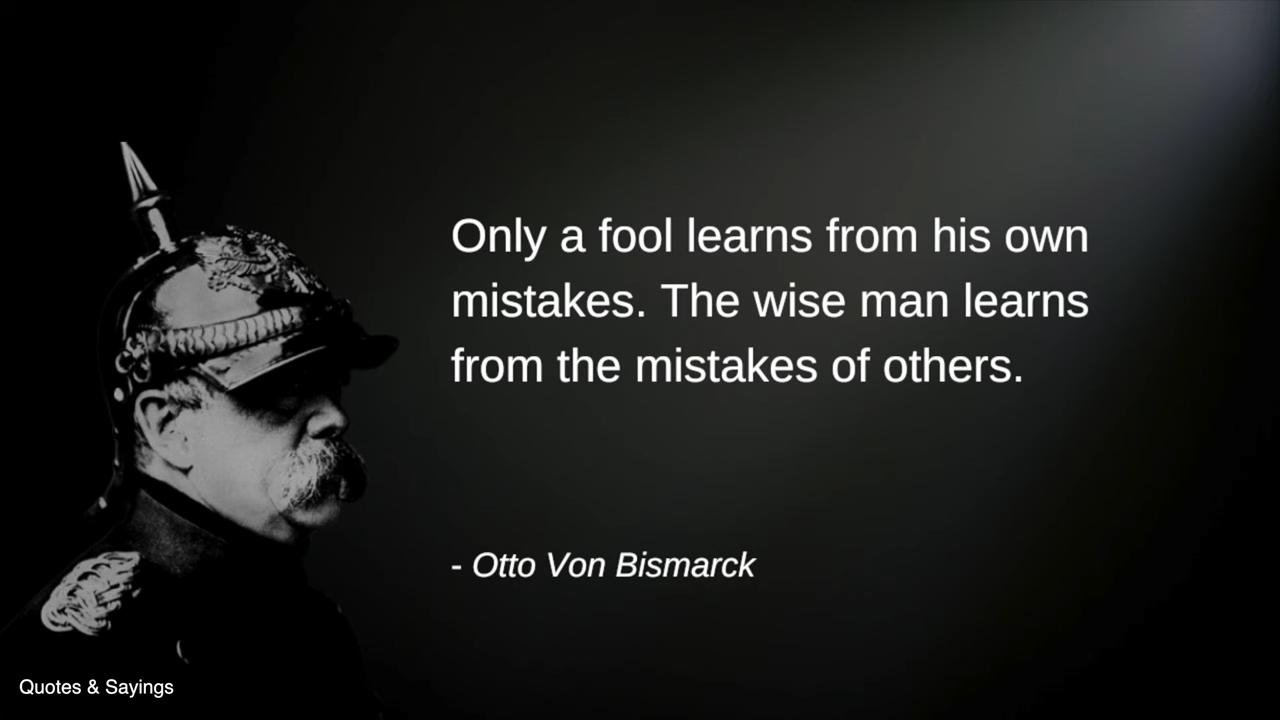 Only a fool learns from his own
mistakes. The wise man learns
from the mistakes of others.
- Otto Von Bismarck
Quotes & Sayings